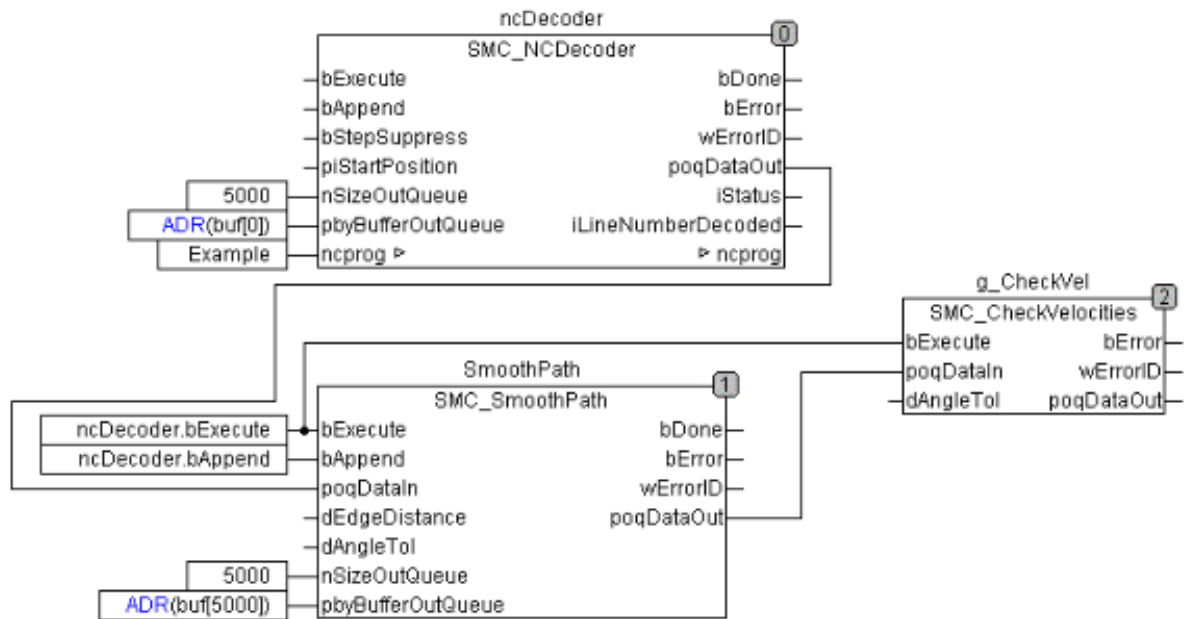 ncDecoder
0
SMC_NCDecoder
bExecute bDone
bAppend bError
bStepSuppress wErrorID
piStartPosition poqDataOut
5000 nSizeOutQueue iStatus
ADR(buf[0]) pbyBufferOutQueue iLineNumberDecoded
Example ncprog ▹ ▹ ncprog
g_CheckVel
2
SMC_CheckVelocities
bExecute bError
poqDataIn wErrorID
dAngleTol poqDataOut
SmoothPath
1
SMC_SmoothPath
ncDecoder.bExecute bExecute bDone
ncDecoder.bAppend bAppend bError
poqDataIn wErrorID
dEdgeDistance poqDataOut
dAngleTol
5000 nSizeOutQueue
ADR(buf[5000]) pbyBufferOutQueue